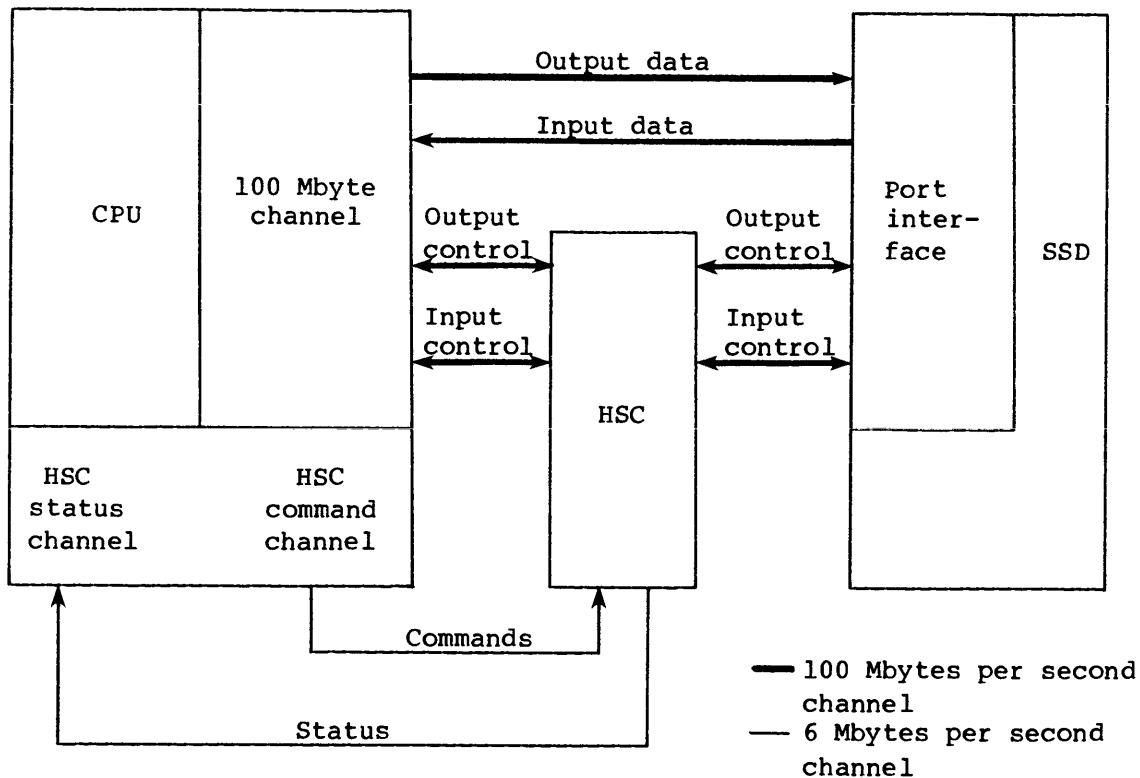 Output data
Input data
CPU
100 Mbyte
channel
Output
control
Input
control
HSC
Output
control
Input
control
Port
inter-
face
SSD
HSC
status
channel
HSC
command
channel
Commands
Status
100 Mbytes per second
channel
6 Mbytes per second
channel